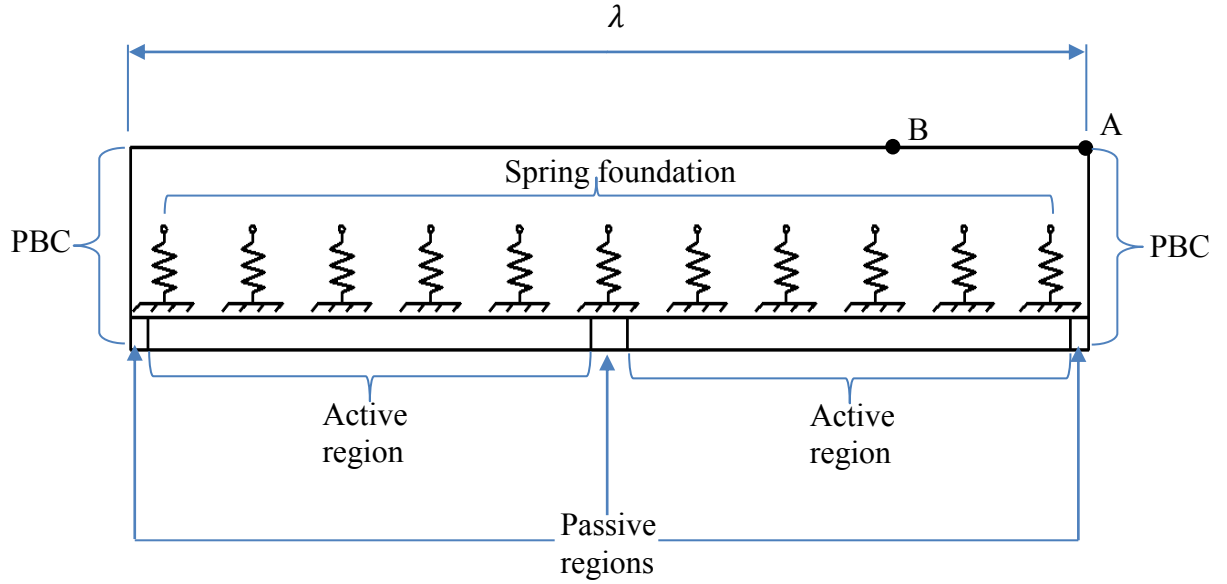 λ
B
A
Spring foundation
PBC
PBC
Active
region
Active
region
Passive
regions